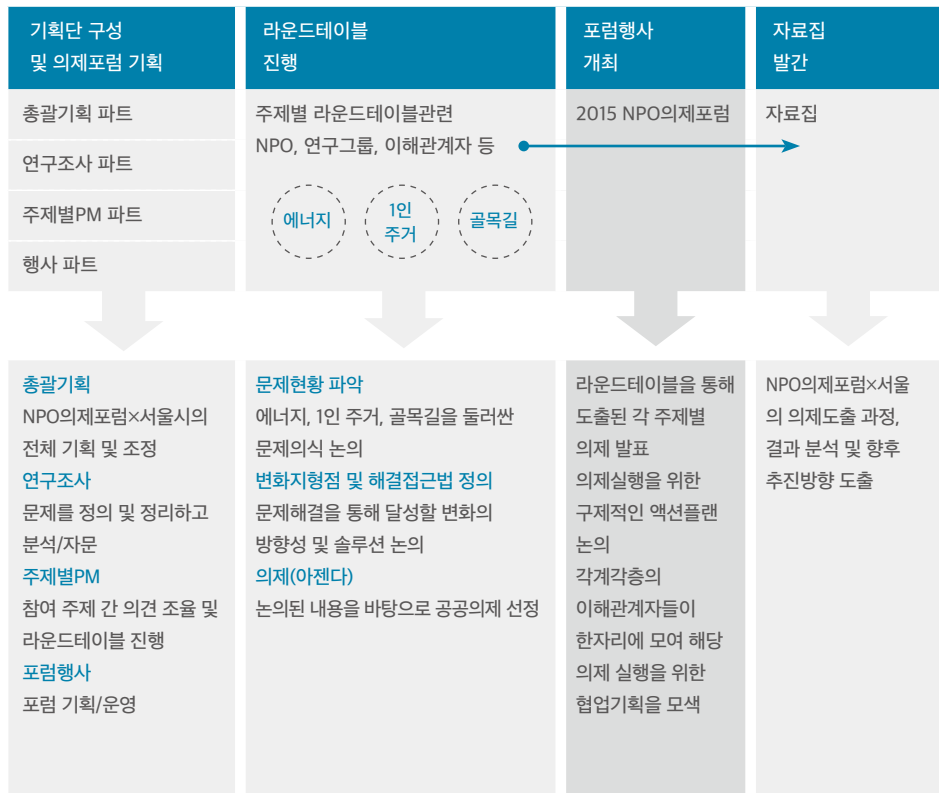 기획단 구성
및 의제포럼 기획
라운드테이블
진행
포럼행사
개최
자료집
발간
총괄기획 파트
연구조사 파트
주제별PM 파트
행사 파트
주제별 라운드테이블관련
NPO, 연구그룹, 이해관계자 등
에너지
1인
주거
골목길
2015 NPO의제포럼
자료집
총괄기획
NPO의제포럼×서울시의
전체 기획 및 조정
연구조사
문제를 정의 및 정리하고
분석/자문
주제별PM
참여 주제 간 의견 조율 및
라운드테이블 진행
포럼행사
포럼 기획/운영
문제현황 파악
에너지, 1인 주거, 골목길을 둘러싼
문제의식 논의
변화지형점 및 해결접근법 정의
문제해결을 통해 달성할 변화의
방향성 및 솔루션 논의
의제(아젠다)
논의된 내용을 바탕으로 공공의제 선정
라운드테이블을 통해
도출된 각 주제별
의제 발표
의제실행을 위한
구제적인 액션플랜
논의
각계각층의
이해관계자들이
한자리에 모여 해당
의제 실행을 위한
협업기획을 모색
NPO의제포럼×서울
의 의제도출 과정,
결과 분석 및 향후
추진방향 도출